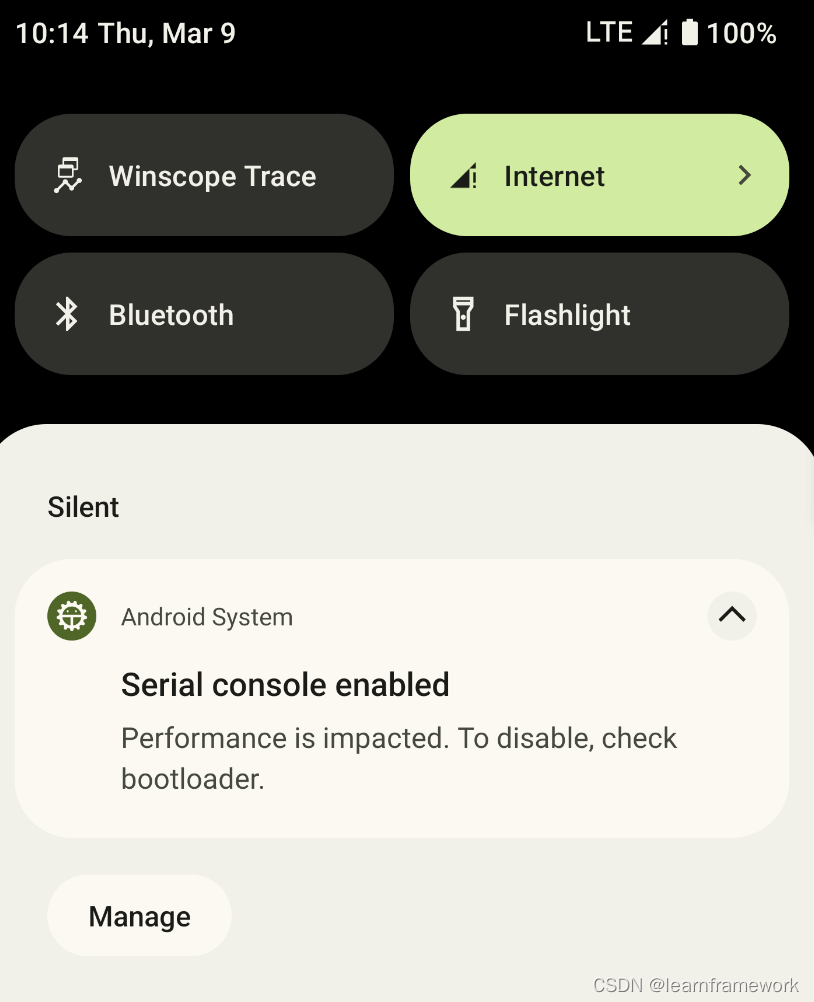 10:14 Thu, Mar 9 LTE 100%
Winscope Trace Internet
Bluetooth Flashlight
Silent
Android System
Serial console enabled
Performance is impacted. To disable, check
bootloader.
Manage
CSDN @learnframework